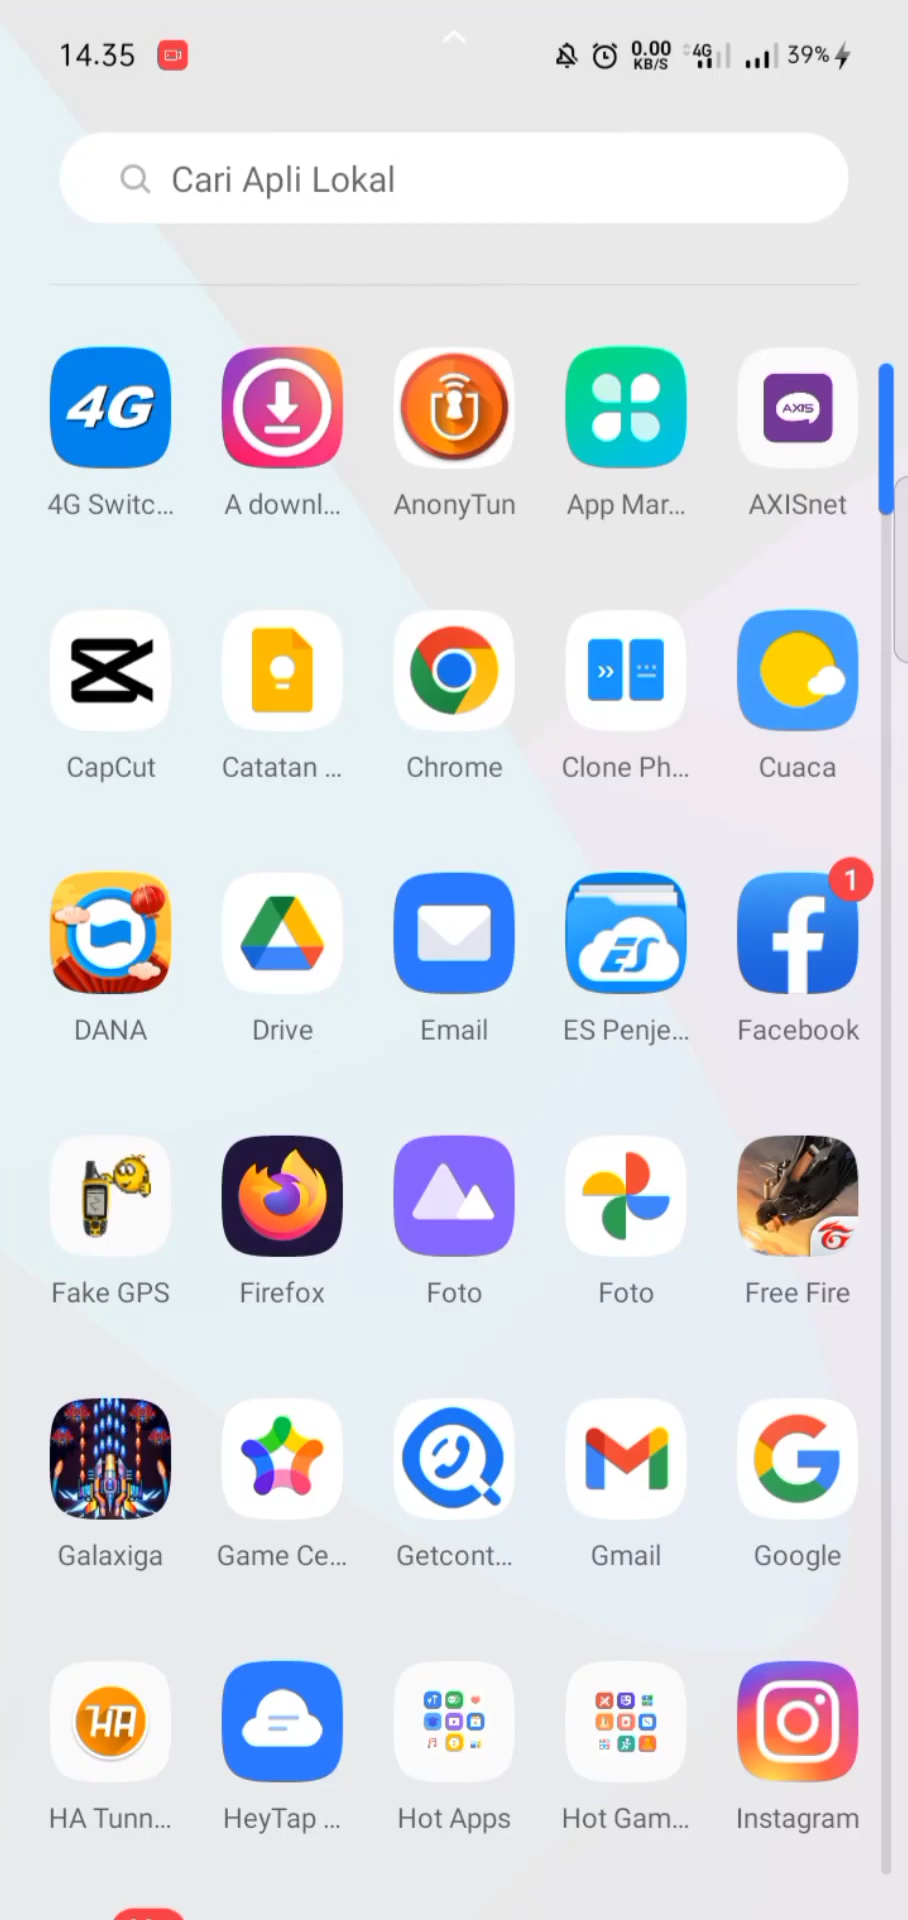 14.35
0.00
KB/S
4G
39%
Cari Apli Lokal
4G
AXIS
4G Switc...
A downl...
AnonyTun
App Mar...
AXISnet
CapCut
Catatan ...
Chrome
Clone Ph...
Cuaca
ES
1
DANA
Drive
Email
ES Penje...
Facebook
Fake GPS
Firefox
Foto
Foto
Free Fire
Galaxiga
Game Ce...
Getcont...
Gmail
Google
HA
HA Tunn...
HeyTap ...
Hot Apps
Hot Gam...
Instagram